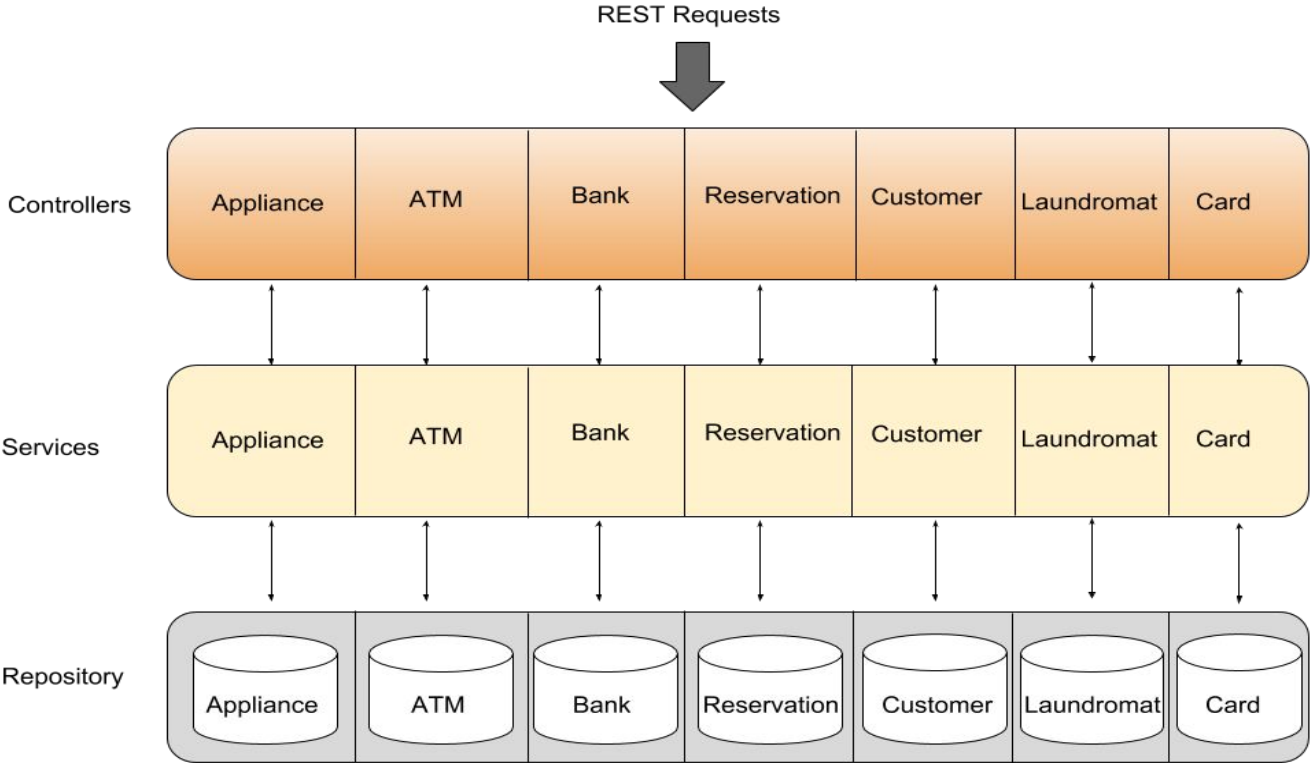 REST Requests
Controllers
Appliance
ATM
Bank
Reservation
Customer
Laundromat
Card
Services
Appliance
ATM
Bank
Reservation
Customer
Laundromat
Card
Repository
Appliance
ATM
Bank
Reservation
Customer
Laundromat
Card